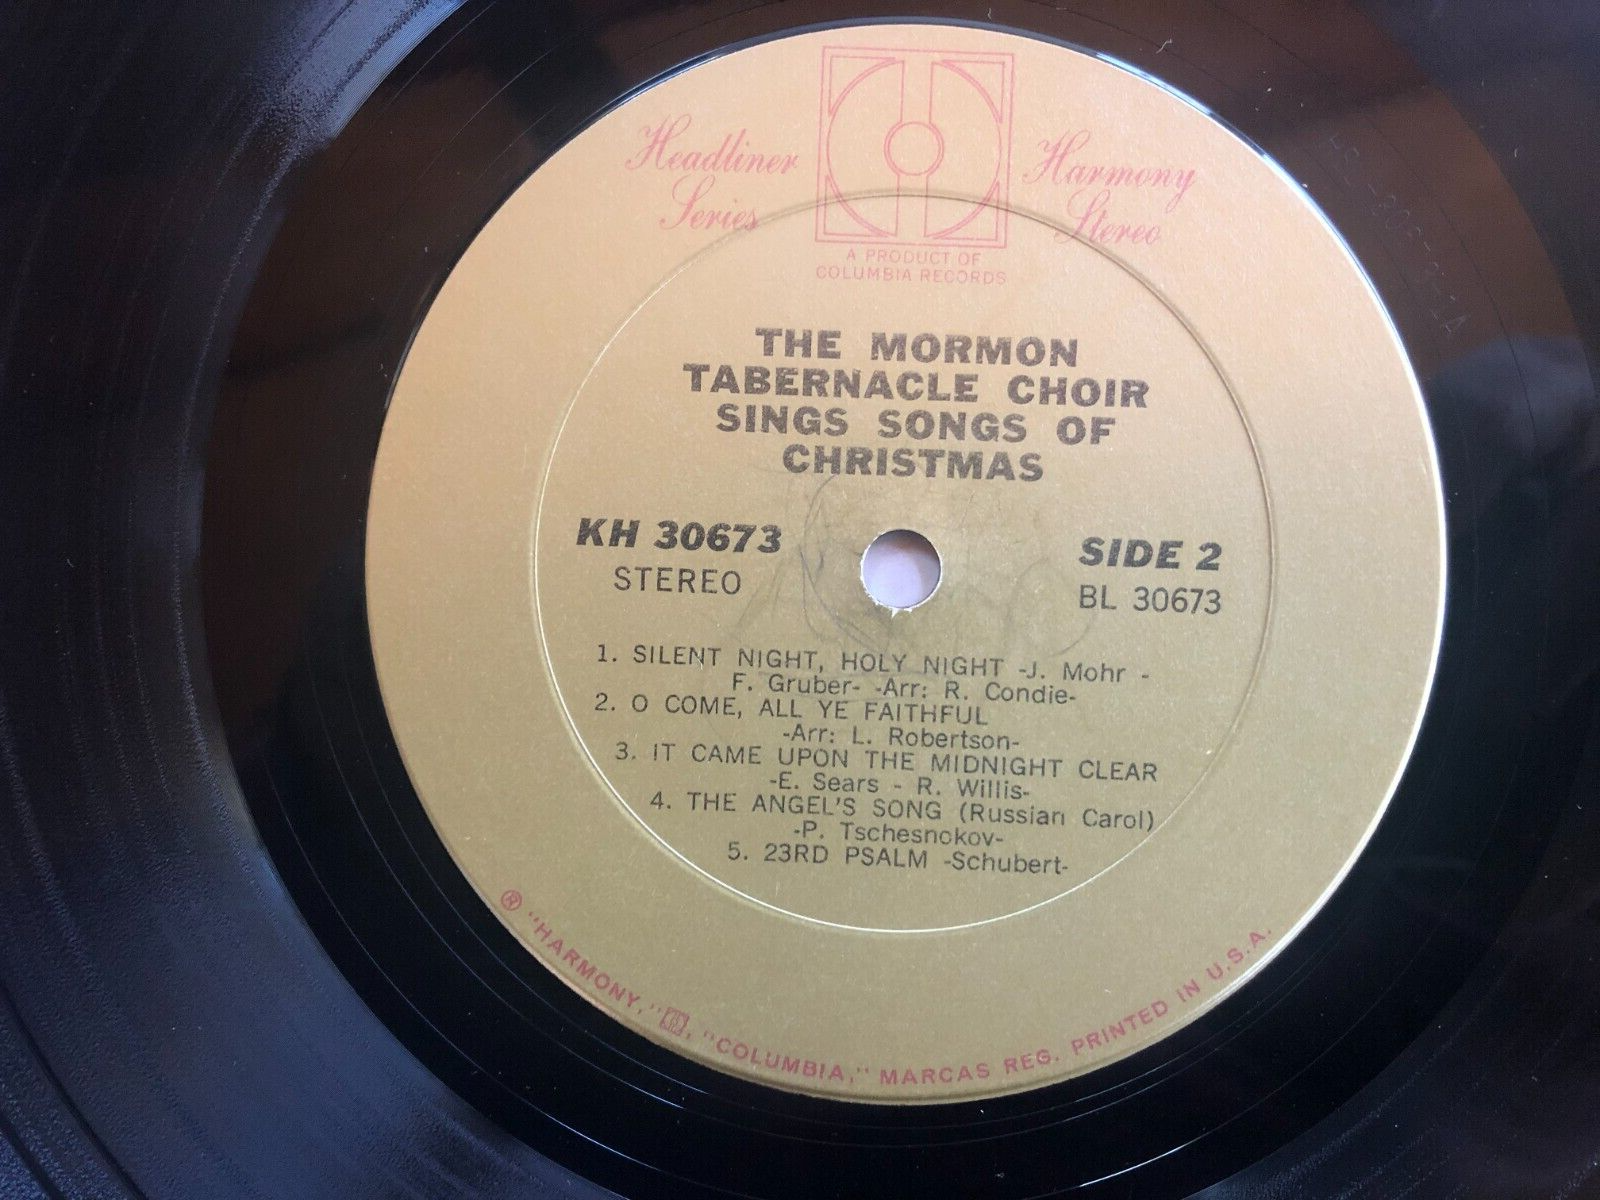 Headliner Series
Harmony Stereo
A PRODUCT OF
COLUMBIA RECORDS
THE MORMON
TABERNACLE CHOIR
SINGS SONGS OF
CHRISTMAS
KH 30673
STEREO
SIDE 2
BL 30673
1. SILENT NIGHT, HOLY NIGHT -J. Mohr -
F. Gruber- -Arr: R. Condie-
2. O COME, ALL YE FAITHFUL
-Arr: L. Robertson-
3. IT CAME UPON THE MIDNIGHT CLEAR
-E. Sears - R. Willis-
4. THE ANGEL'S SONG (Russian Carol)
-P. Tschesnokov-
5. 23RD PSALM -Schubert-
® "HARMONY," , "COLUMBIA," MARCAS REG. PRINTED IN U.S.A.